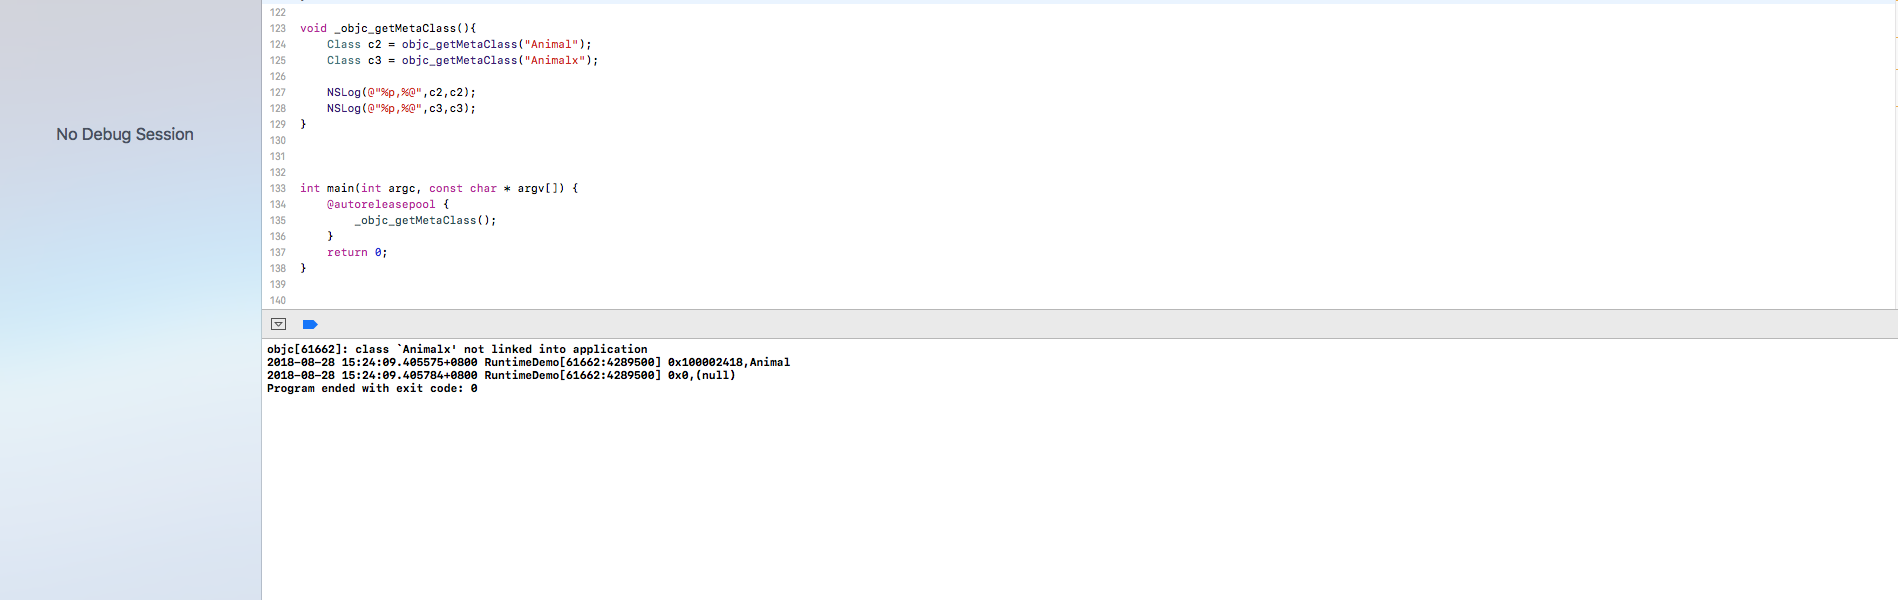 122
123 void _objc_getMetaClass(){
124 Class c2 = objc_getMetaClass("Animal");
125 Class c3 = objc_getMetaClass("Animalx");
126
127 NSLog(@"%p,%@",c2,c2);
128 NSLog(@"%p,%@",c3,c3);
129 }
130
131
132
133 int main(int argc, const char * argv[]) {
134 @autoreleasepool {
135 _objc_getMetaClass();
136 }
137 return 0;
138 }
139
140
No Debug Session
objc[61662]: class `Animalx' not linked into application
2018-08-28 15:24:09.405575+0800 RuntimeDemo[61662:4289500] 0x100002418,Animal
2018-08-28 15:24:09.405784+0800 RuntimeDemo[61662:4289500] 0x0,(null)
Program ended with exit code: 0